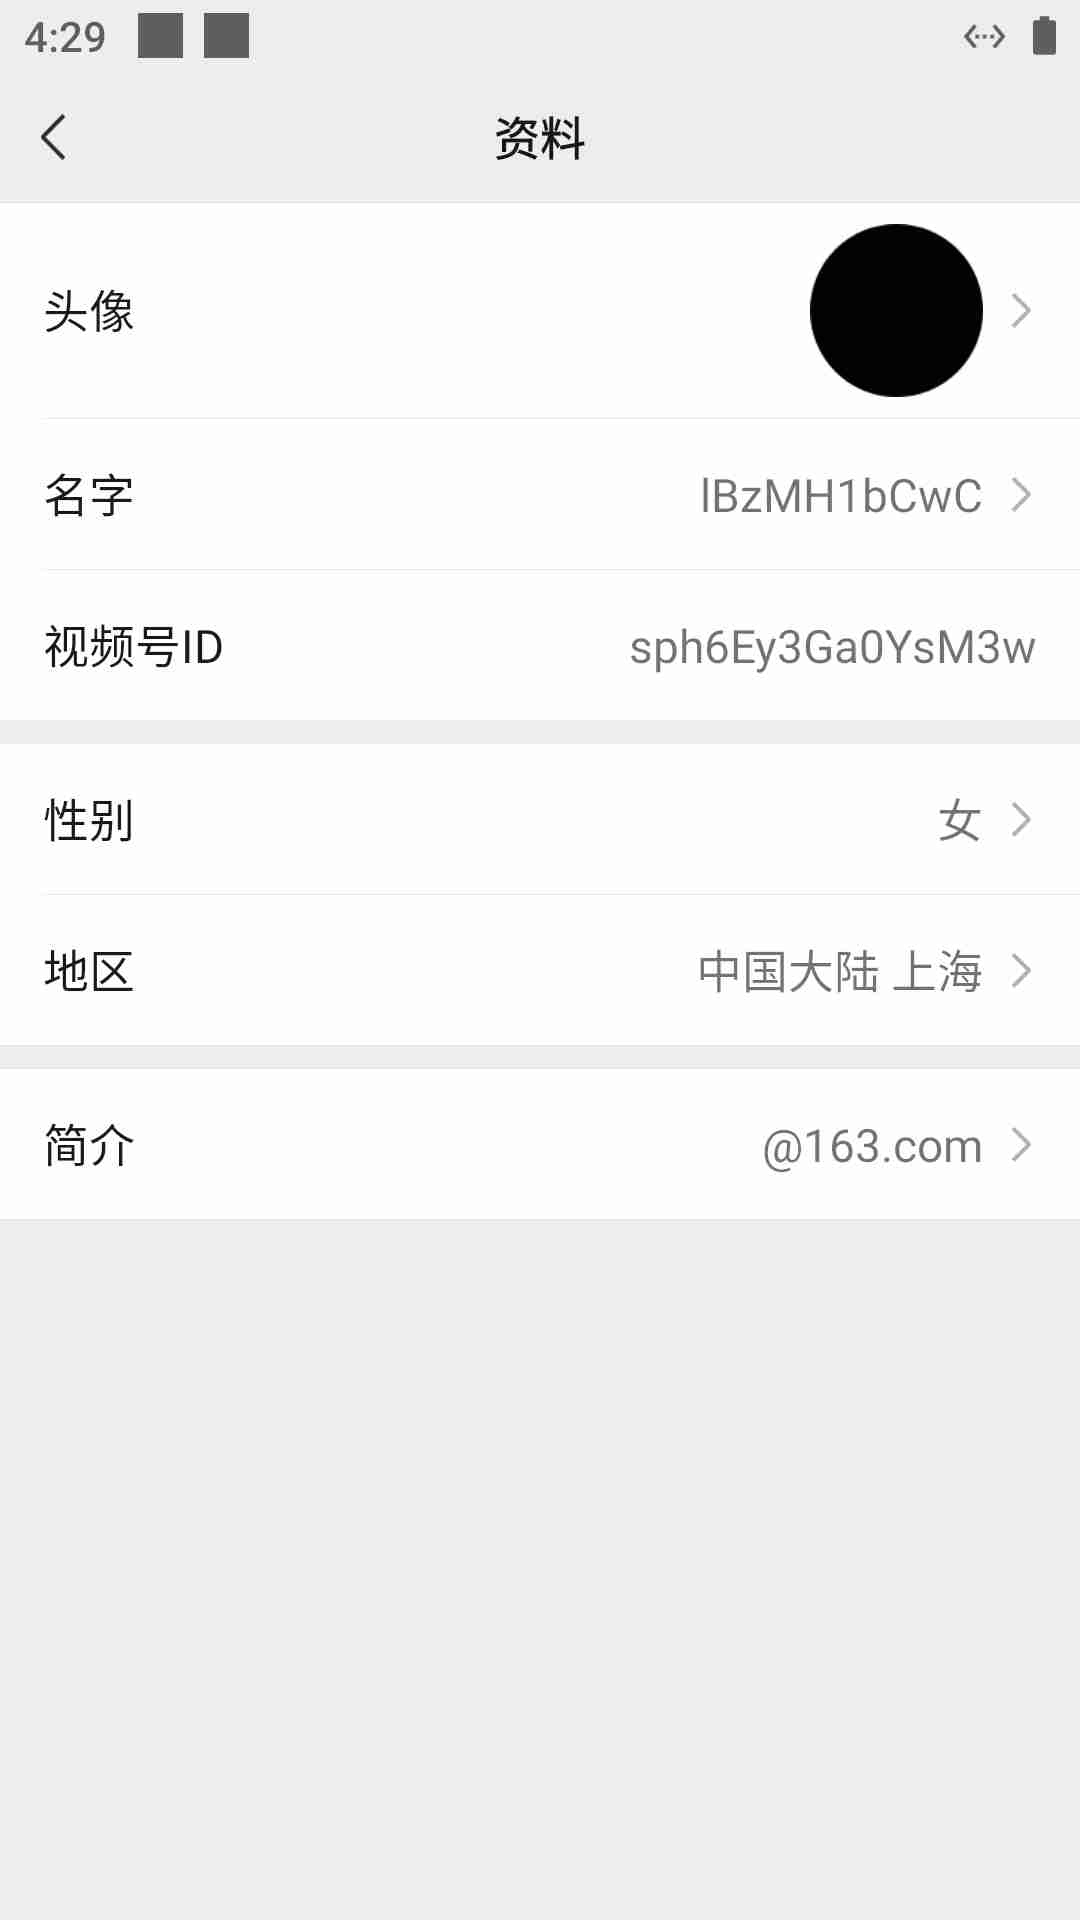 4:29
资料
头像
名字 lBzMH1bCwC
视频号ID sph6Ey3Ga0YsM3w
性别 女
地区 中国大陆 上海
简介 @163.com